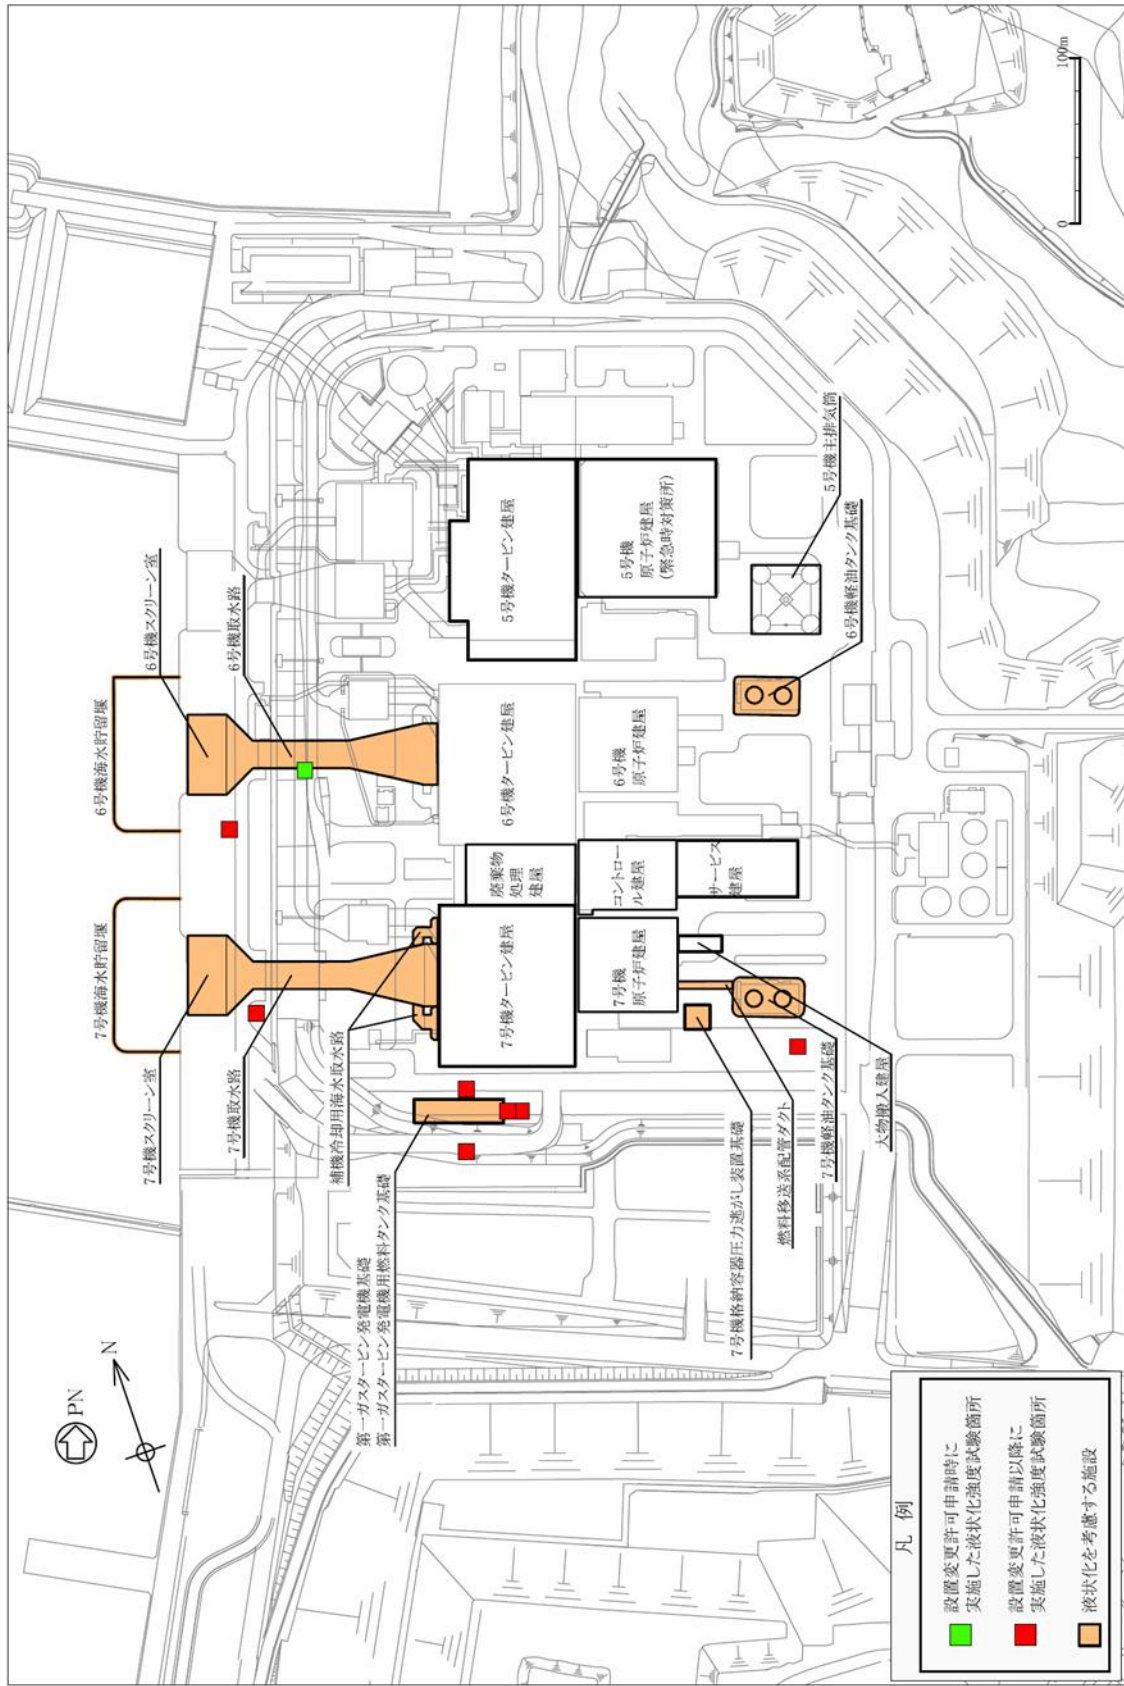 PN
N
6号機海水貯留堰
6号機スクリーン室
6号機取水路
7号機海水貯留堰
7号機スクリーン室
7号機取水路
補機冷却用海水取水路
第一ガスタービン発電機基礎
第一ガスタービン発電機用燃料タンク基礎
5号機タービン建屋
6号機タービン建屋
廃棄物
処理
建屋
7号機タービン建屋
5号機
原子炉建屋
(緊急時対策所)
6号機
原子炉建屋
コントロー
ル建屋
サービス
建屋
7号機
原子炉建屋
5号機主排気筒
6号機軽油タンク基礎
7号機格納容器圧力逃がし装置基礎
燃料移送系配管ダクト
7号機軽油タンク基礎
大物搬入建屋
0
100m
凡 例
設置変更許可申請時に
実施した液状化強度試験箇所
設置変更許可申請以降に
実施した液状化強度試験箇所
液状化を考慮する施設